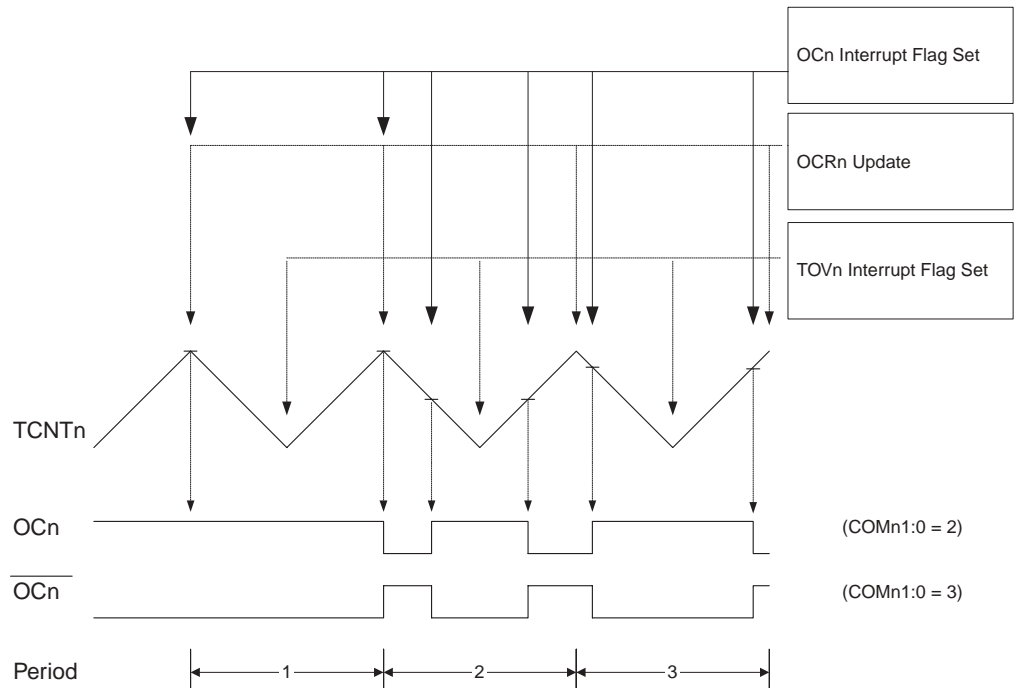 OCn Interrupt Flag Set
OCRn Update
TOVn Interrupt Flag Set
TCNTn
OCn
(COMn1:0 = 2)
OCn
(COMn1:0 = 3)
Period
1
2
3